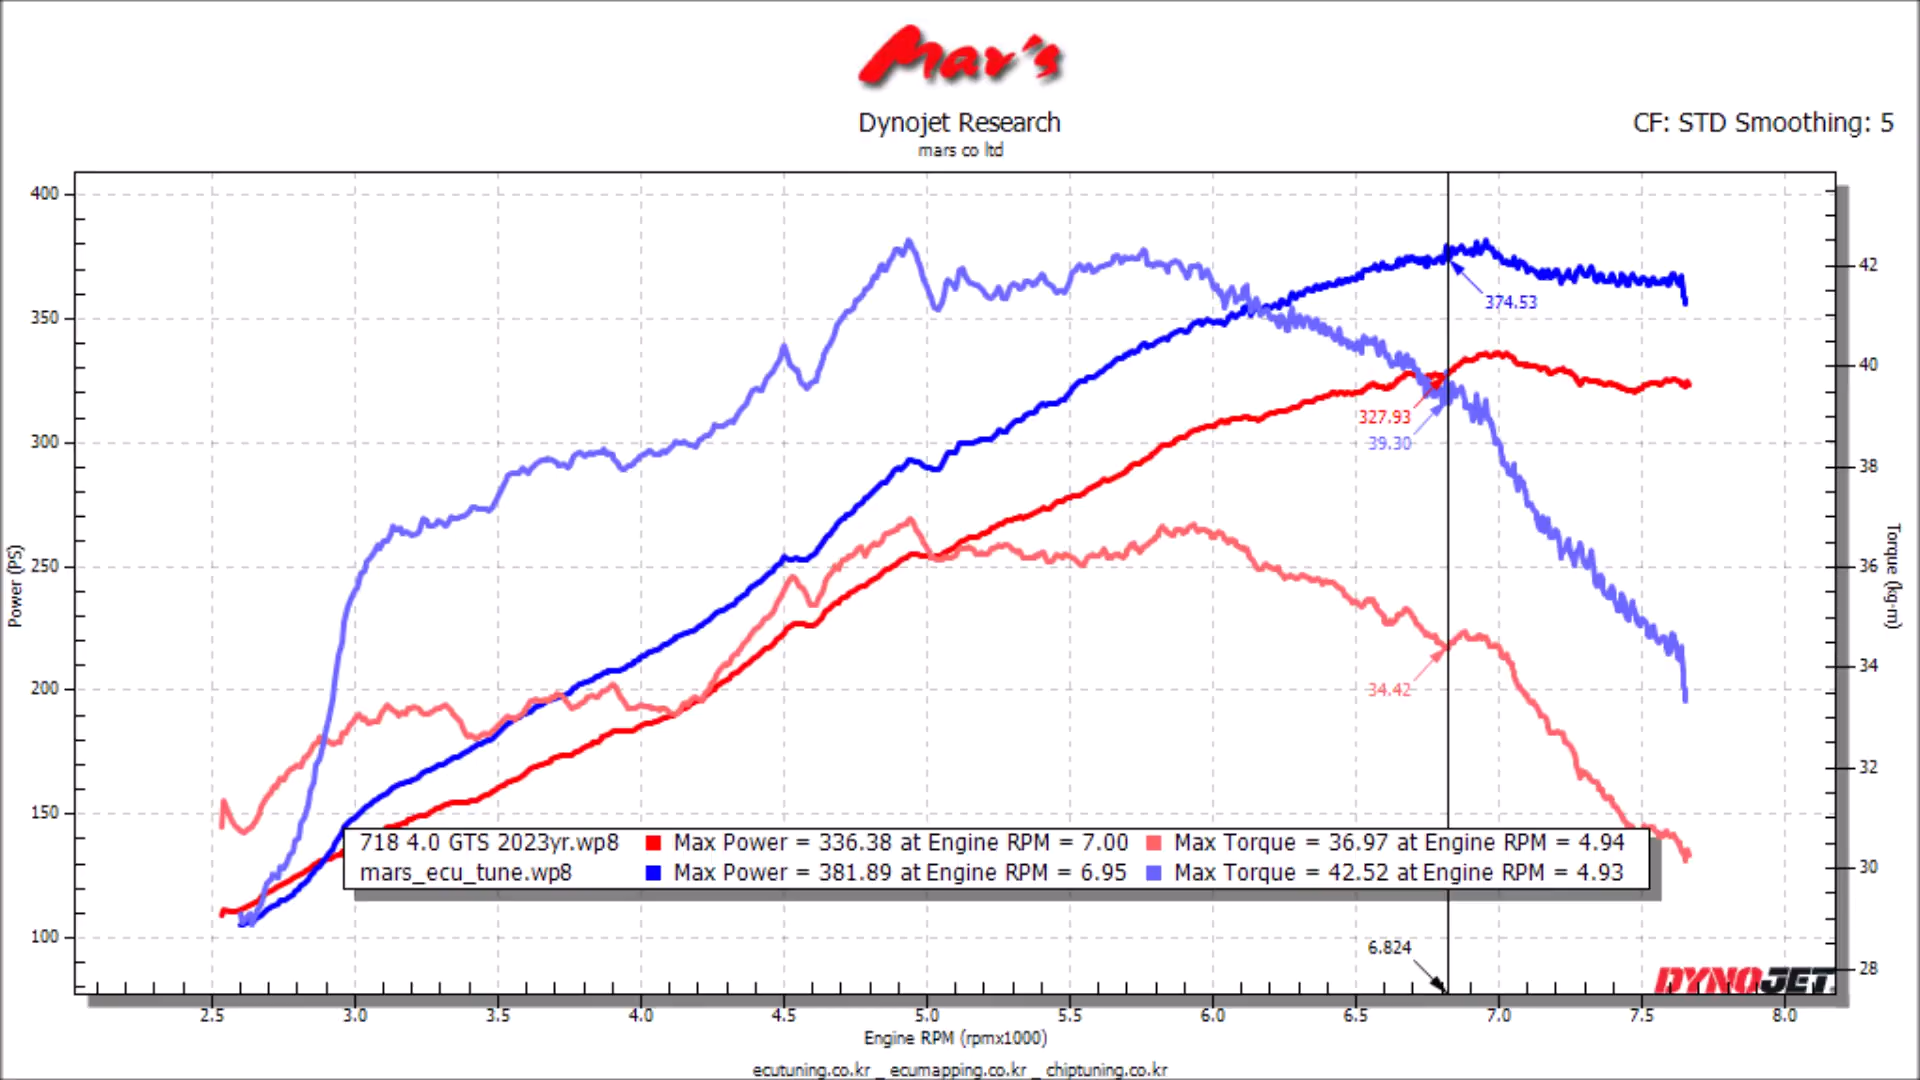 Mar's
Dynojet Research
CF: STD Smoothing: 5
mars co ltd
400
350
300
250
200
150
100
Power (PS)
42
40
38
36
34
32
30
28
Torque (kg-m)
374.53
327.93
39.30
34.42
718 4.0 GTS 2023yr.wp8 Max Power = 336.38 at Engine RPM = 7.00 Max Torque = 36.97 at Engine RPM = 4.94
mars_ecu_tune.wp8 Max Power = 381.89 at Engine RPM = 6.95 Max Torque = 42.52 at Engine RPM = 4.93
6.824
DYNOJET
2.5 3.0 3.5 4.0 4.5 5.0 5.5 6.0 6.5 7.0 7.5 8.0
Engine RPM (rpmx1000)
ecutuning.co.kr _ ecumapping.co.kr _ chiptuning.co.kr